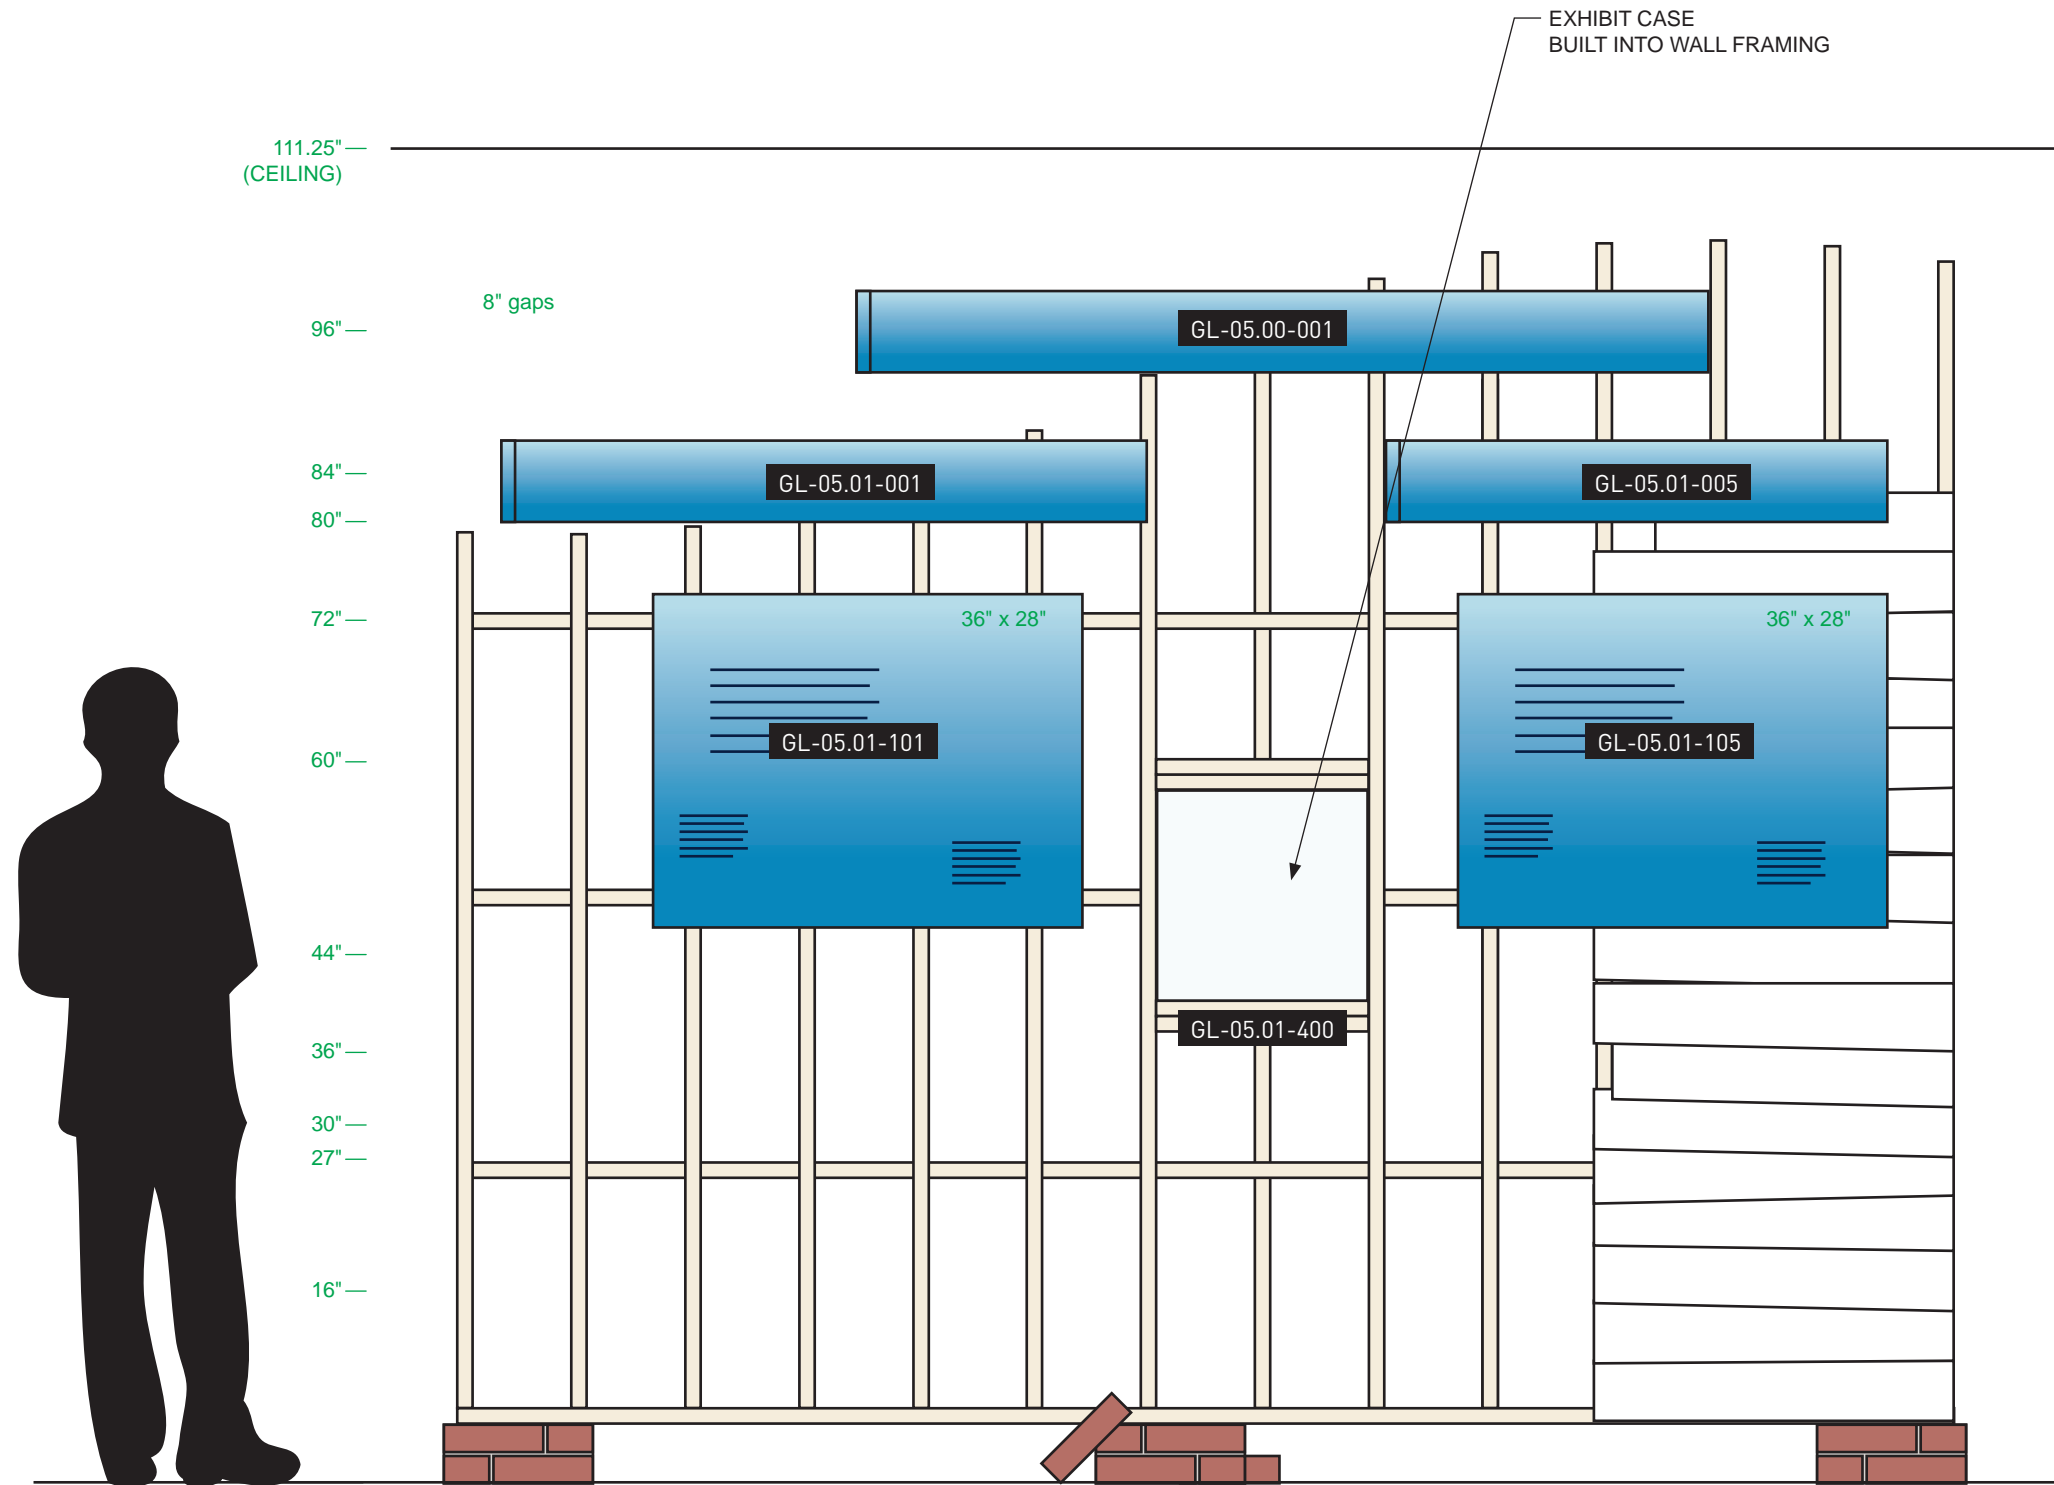 EXHIBIT CASE
BUILT INTO WALL FRAMING
111.25"
(CEILING)
8" gaps
96"
GL-05.00-001
84"
GL-05.01-001
GL-05.01-005
80"
72"
36" x 28"
36" x 28"
GL-05.01-101
GL-05.01-105
60"
44"
GL-05.01-400
36"
30"
27"
16"